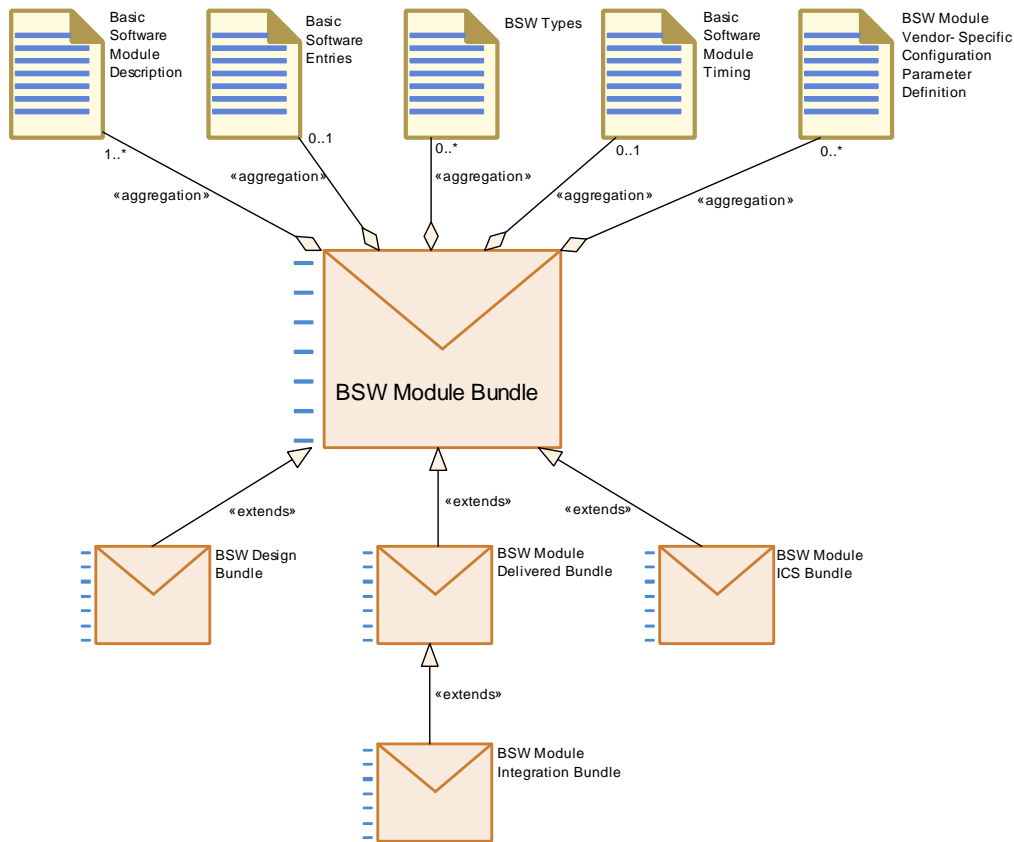 Basic
Software
Module
Description
Basic
Software
Entries
BSW Types
Basic
Software
Module
Timing
BSW Module
Vendor- Specific
Configuration
Parameter
Definition
1..*
0..1
0..*
0..1
0..*
«aggregation»
«aggregation»
«aggregation»
«aggregation»
«aggregation»
BSW Module Bundle
«extends»
«extends»
«extends»
BSW Design
Bundle
BSW Module
Delivered Bundle
BSW Module
ICS Bundle
«extends»
BSW Module
Integration Bundle